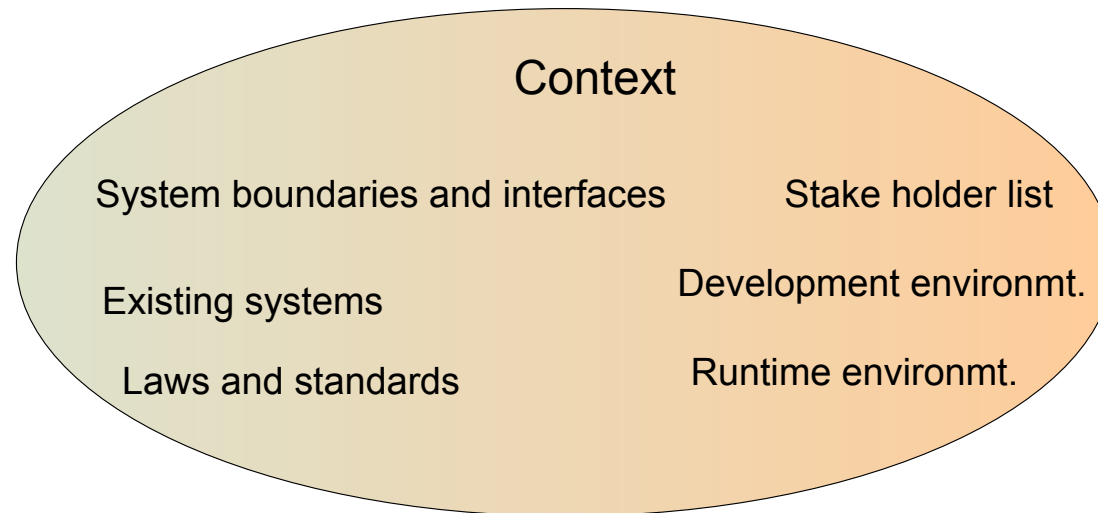 Context
System boundaries and interfaces
Stake holder list
Existing systems
Development environmt.
Laws and standards
Runtime environmt.